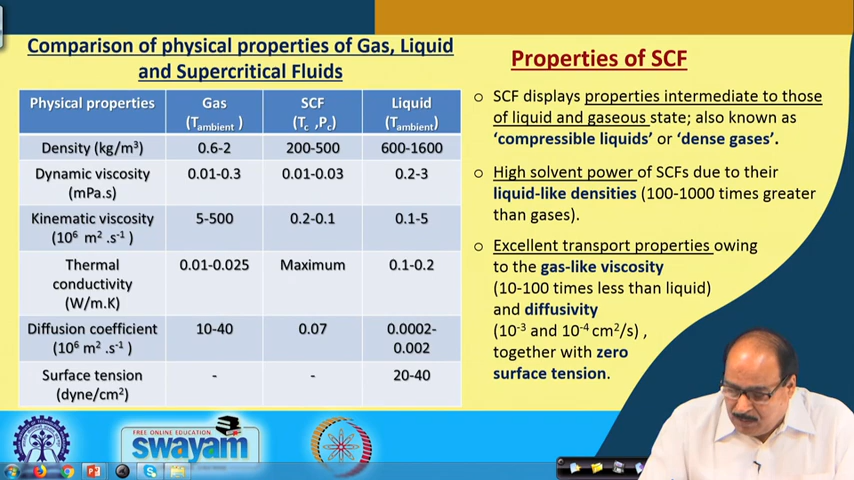 Comparison of physical properties of Gas, Liquid
and Supercritical Fluids
Physical properties Gas SCF Liquid
(Tambient ) (Tc ,Pc) (Tambient)
Density (kg/m³) 0.6-2 200-500 600-1600
Dynamic viscosity 0.01-0.3 0.01-0.03 0.2-3
(mPa.s)
Kinematic viscosity 5-500 0.2-0.1 0.1-5
(10⁶ m² .s⁻¹ )
Thermal 0.01-0.025 Maximum 0.1-0.2
conductivity
(W/m.K)
Diffusion coefficient 10-40 0.07 0.0002-
(10⁶ m² .s⁻¹ ) 0.002
Surface tension - - 20-40
(dyne/cm²)
Properties of SCF
o SCF displays properties intermediate to those
of liquid and gaseous state; also known as
‘compressible liquids’ or ‘dense gases’.
o High solvent power of SCFs due to their
liquid-like densities (100-1000 times greater
than gases).
o Excellent transport properties owing
to the gas-like viscosity
(10-100 times less than liquid)
and diffusivity
(10⁻³ and 10⁻⁴ cm²/s) ,
together with zero
surface tension.
FREE ONLINE EDUCATION
swayam